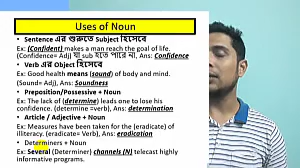 Uses of Noun
• Sentence এর শুরুতে Subject হিসেবে
Ex: (Confident) makes a man reach the goal of life.
(Confidence= Adj) যা sub হতে পারে না, Ans: Confidence
• Verb এর Object হিসেবে
Ex: Good health means (sound) of body and mind.
(Sound= Adj), Ans: Soundness
• Preposition/Possessive + Noun
Ex: The lack of (determine) leads one to lose his
confidence. (determine =verb), Ans: determination
• Article / Adjective + Noun
Ex: Measures have been taken for the (eradicate) of
illiteracy. (eradicate= Verb), Ans: eradication
• Determiners + Noun
Ex: Several (Determiner) channels (N) telecast highly
informative programs.